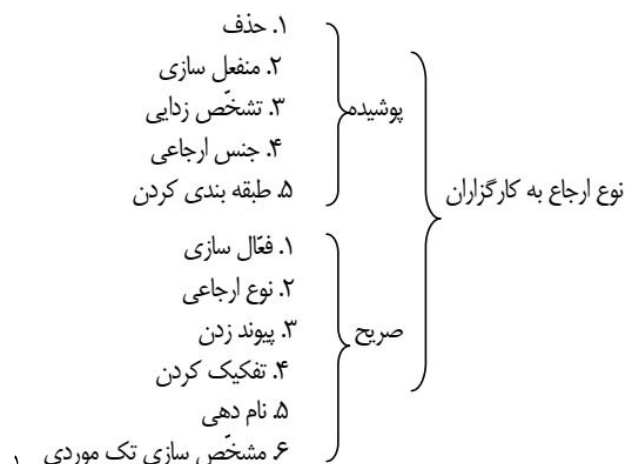 نوع ارجاع به کارگزاران
پوشیده
۱. حذف
۲. منفعل سازی
۳. تشخّص زدایی
۴. جنس ارجاعی
۵. طبقه بندی کردن
صریح
۱. فعّال سازی
۲. نوع ارجاعی
۳. پیوند زدن
۴. تفکیک کردن
۵. نام دهی
۶. مشخّص سازی تک موردی